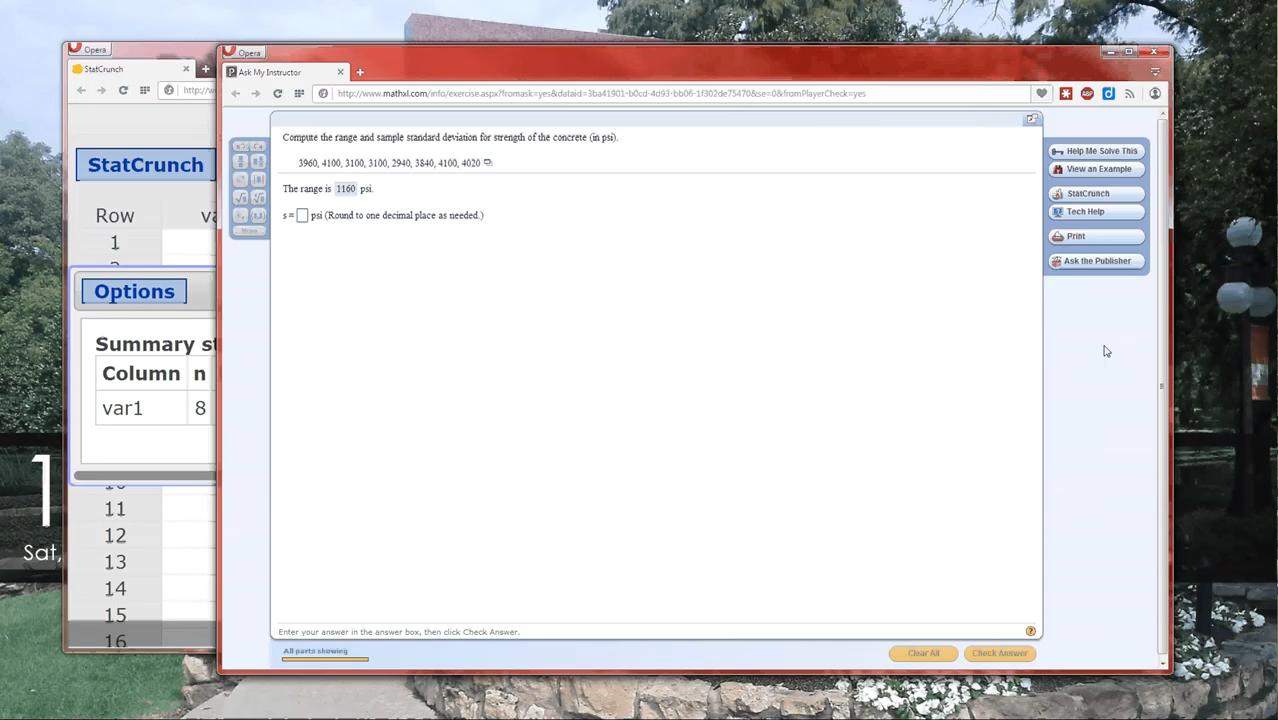 Opera
Opera
StatCrunch
Ask My Instructor
http://w
http://www.mathxl.com/info/exercise.aspx?fromask=yes&dataid=3ba41901-b0cd-4d93-bb06-1f302de75470&se=0&fromPlayerCheck=yes
StatCrunch
Row
va
1
Options
Summary st
Column n
var1 8
11
12
13
14
15
16
1
Sat,
Compute the range and sample standard deviation for strength of the concrete (in psi).
3960, 4100, 3100, 3100, 2940, 3840, 4100, 4020
The range is 1160 psi.
s = psi (Round to one decimal place as needed.)
More
Help Me Solve This
View an Example
StatCrunch
Tech Help
Print
Ask the Publisher
Enter your answer in the answer box, then click Check Answer.
All parts showing
Clear All
Check Answer